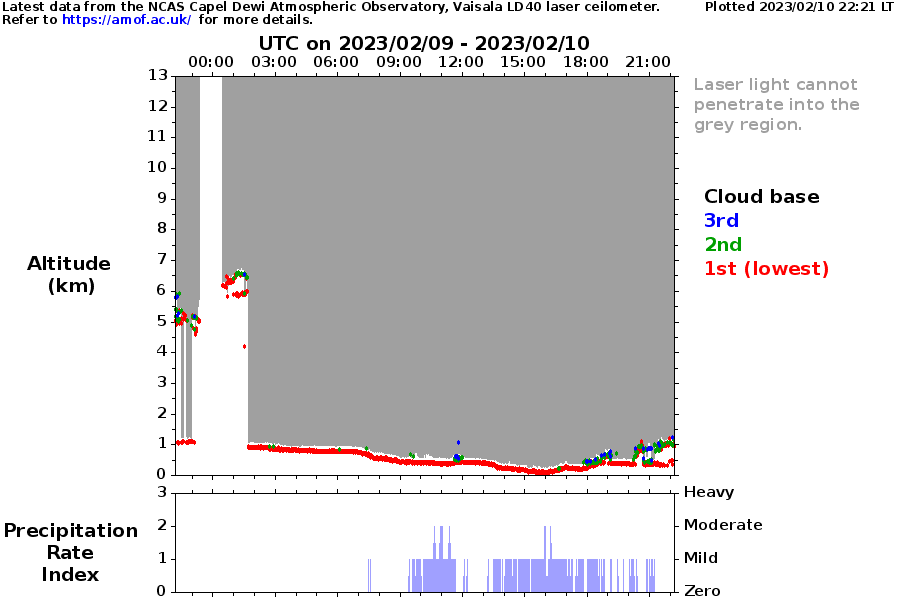 Latest data from the NCAS Capel Dewi Atmospheric Observatory, Vaisala LD40 laser ceilometer. Plotted 2023/02/10 22:21 LT
Refer to https://amof.ac.uk/ for more details.
UTC on 2023/02/09 - 2023/02/10
00:00 03:00 06:00 09:00 12:00 15:00 18:00 21:00
13
12
11
10
9
8
7
6
5
4
3
2
1
0
Altitude
(km)
Laser light cannot
penetrate into the
grey region.
Cloud base
3rd
2nd
1st (lowest)
3 Heavy
2 Moderate
1 Mild
0 Zero
Precipitation
Rate
Index